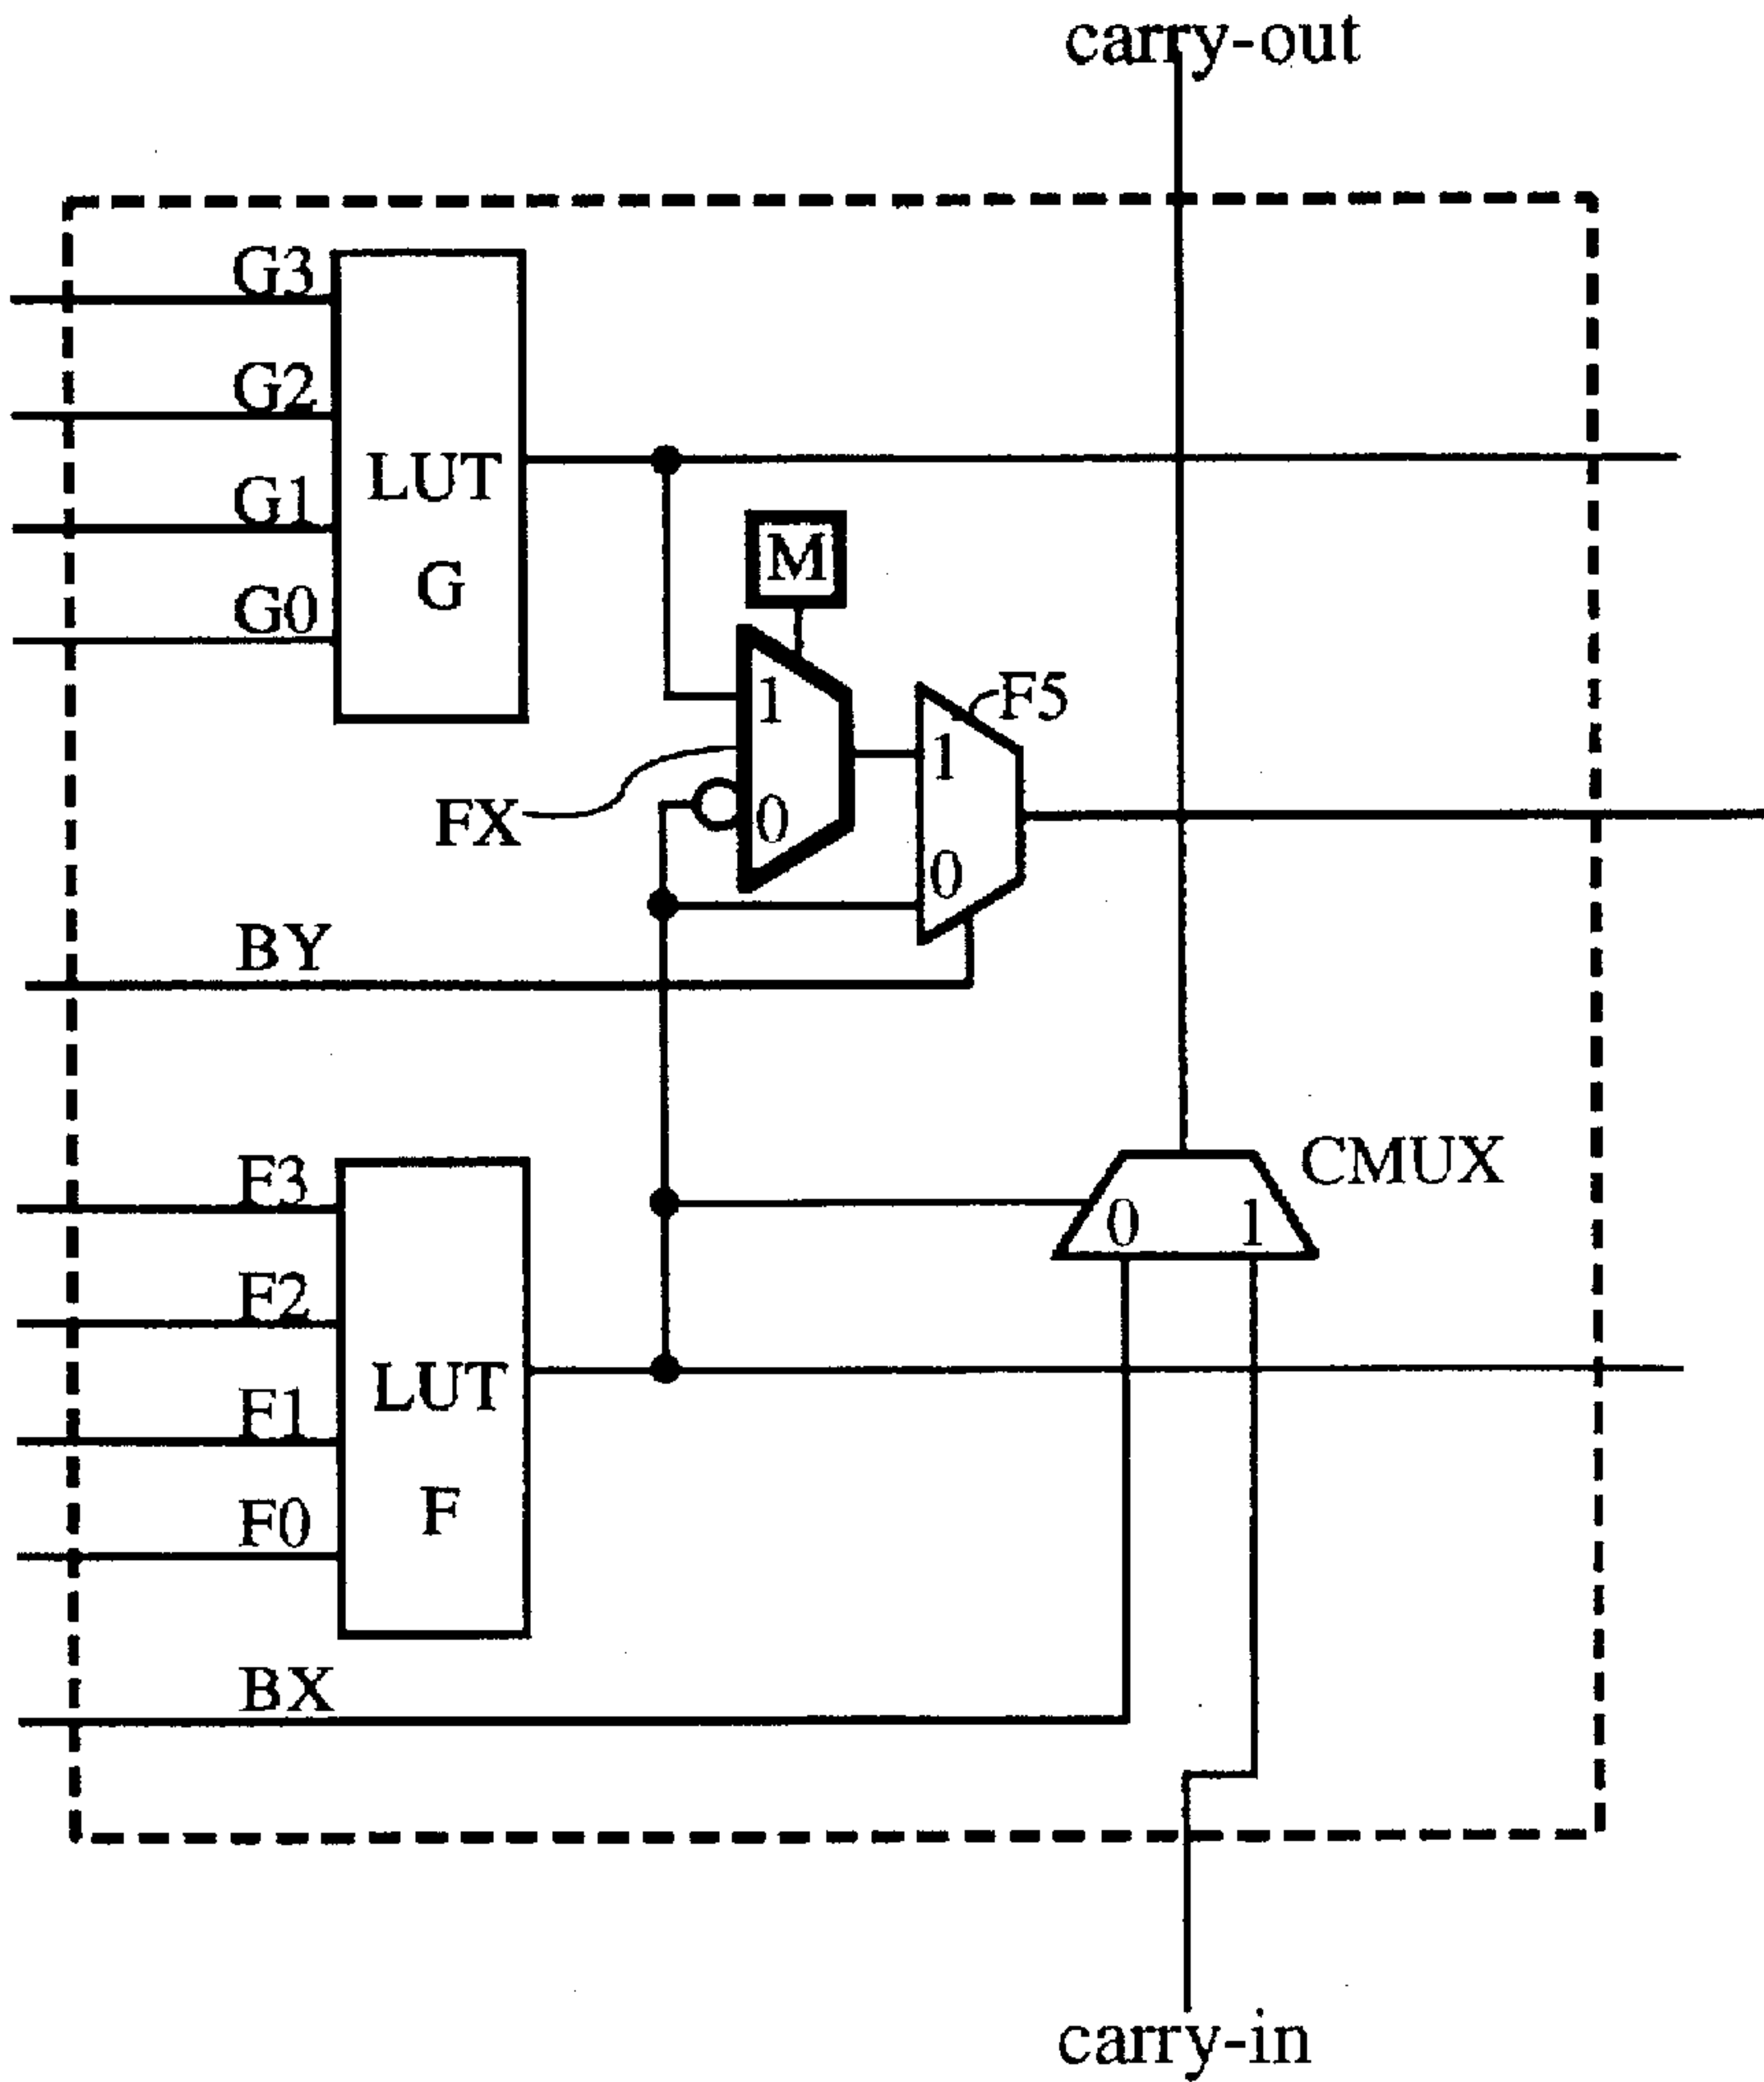 carry-out
G3
G2
G1
G0
LUT
G
M
1
0
FX
F5
1
0
BY
F3
F2
F1
F0
LUT
F
CMUX
0 1
BX
carry-in